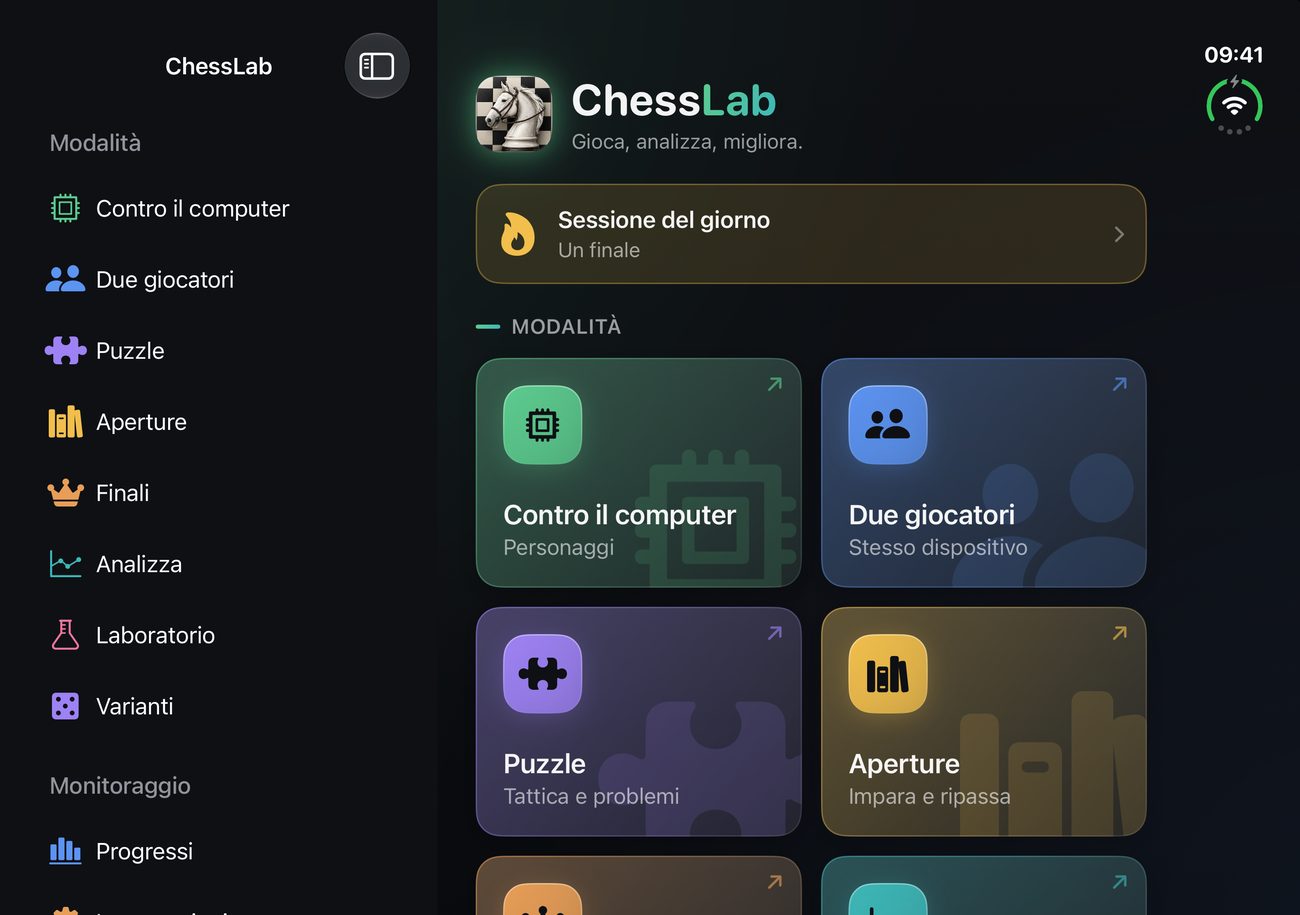 ChessLab
Modalità
Contro il computer
Due giocatori
Puzzle
Aperture
Finali
Analizza
Laboratorio
Varianti
Monitoraggio
Progressi
09:41
ChessLab
Gioca, analizza, migliora.
Sessione del giorno
Un finale
MODALITÀ
Contro il computer
Personaggi
Due giocatori
Stesso dispositivo
Puzzle
Tattica e problemi
Aperture
Impara e ripassa